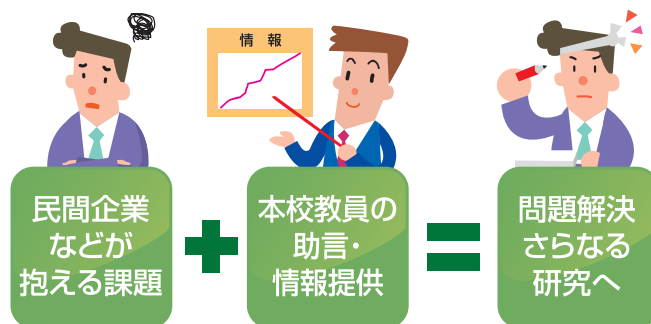 情報
民間企業
などが
抱える課題
本校教員の
助言・
情報提供
問題解決
さらなる
研究へ